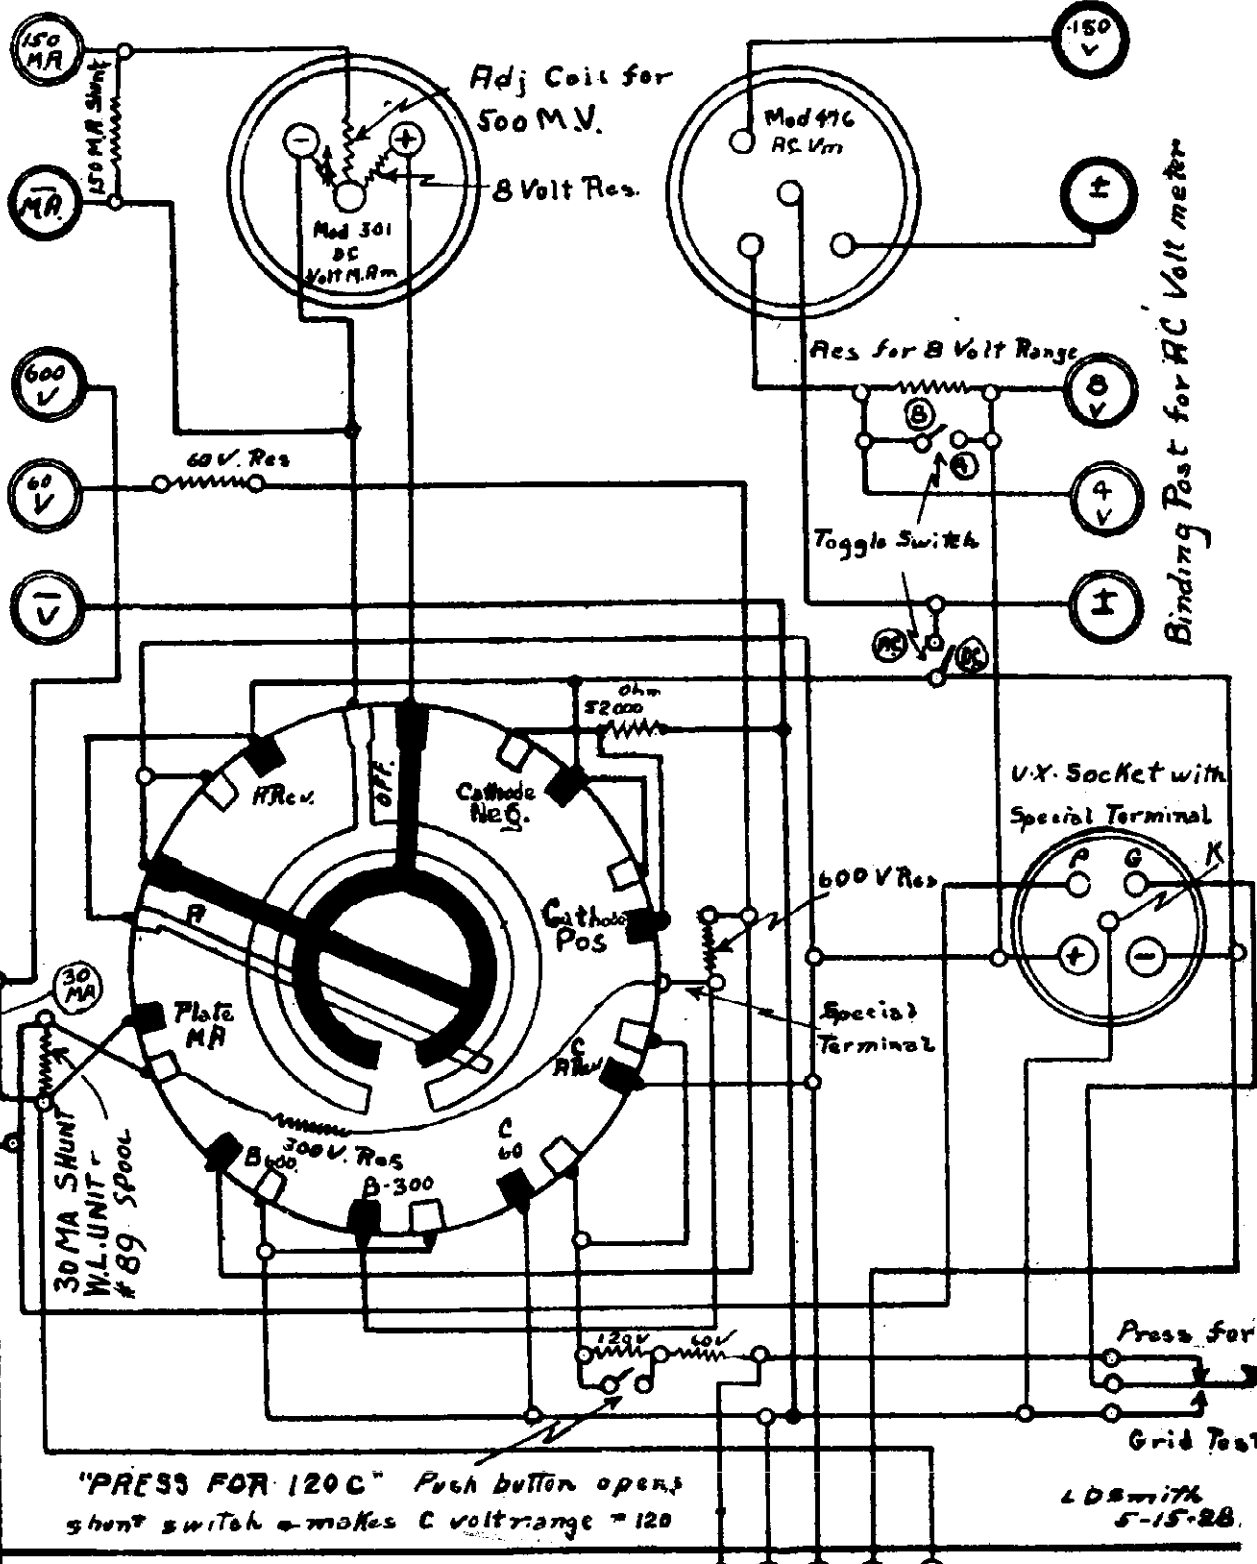 150
MA
150 MA Shunt
Adj Coil for
500 M.V.
-
+
8 Volt Res.
Mod 301
DC
Volt M.Am
Mod 476
AC Vm
150
V
±
-
MA
Binding Post for AC Volt meter
600
V
60 V. Res
60
V
-
V
Res for 8 Volt Range
8
V
B
A
4
V
Toggle Switch
±
AC
DC
Ohm
52000
OFF.
A Rev.
Cathode
Neg.
U.X. Socket with
Special Terminal
P
G
K
+
-
600 V Res
Cathode
Pos
A
30
MA
Plate
MA
Special
Terminal
C
A Rev
C
60
300 V. Res
B 600
B-300
30 MA SHUNT
W.L. UNIT -
# 89 SPOOL
120V
60V
Press for
Grid Test
"PRESS FOR 120 C" Push button opens
shunt switch & makes C volt range = 120
L D Smith
5-15-28.